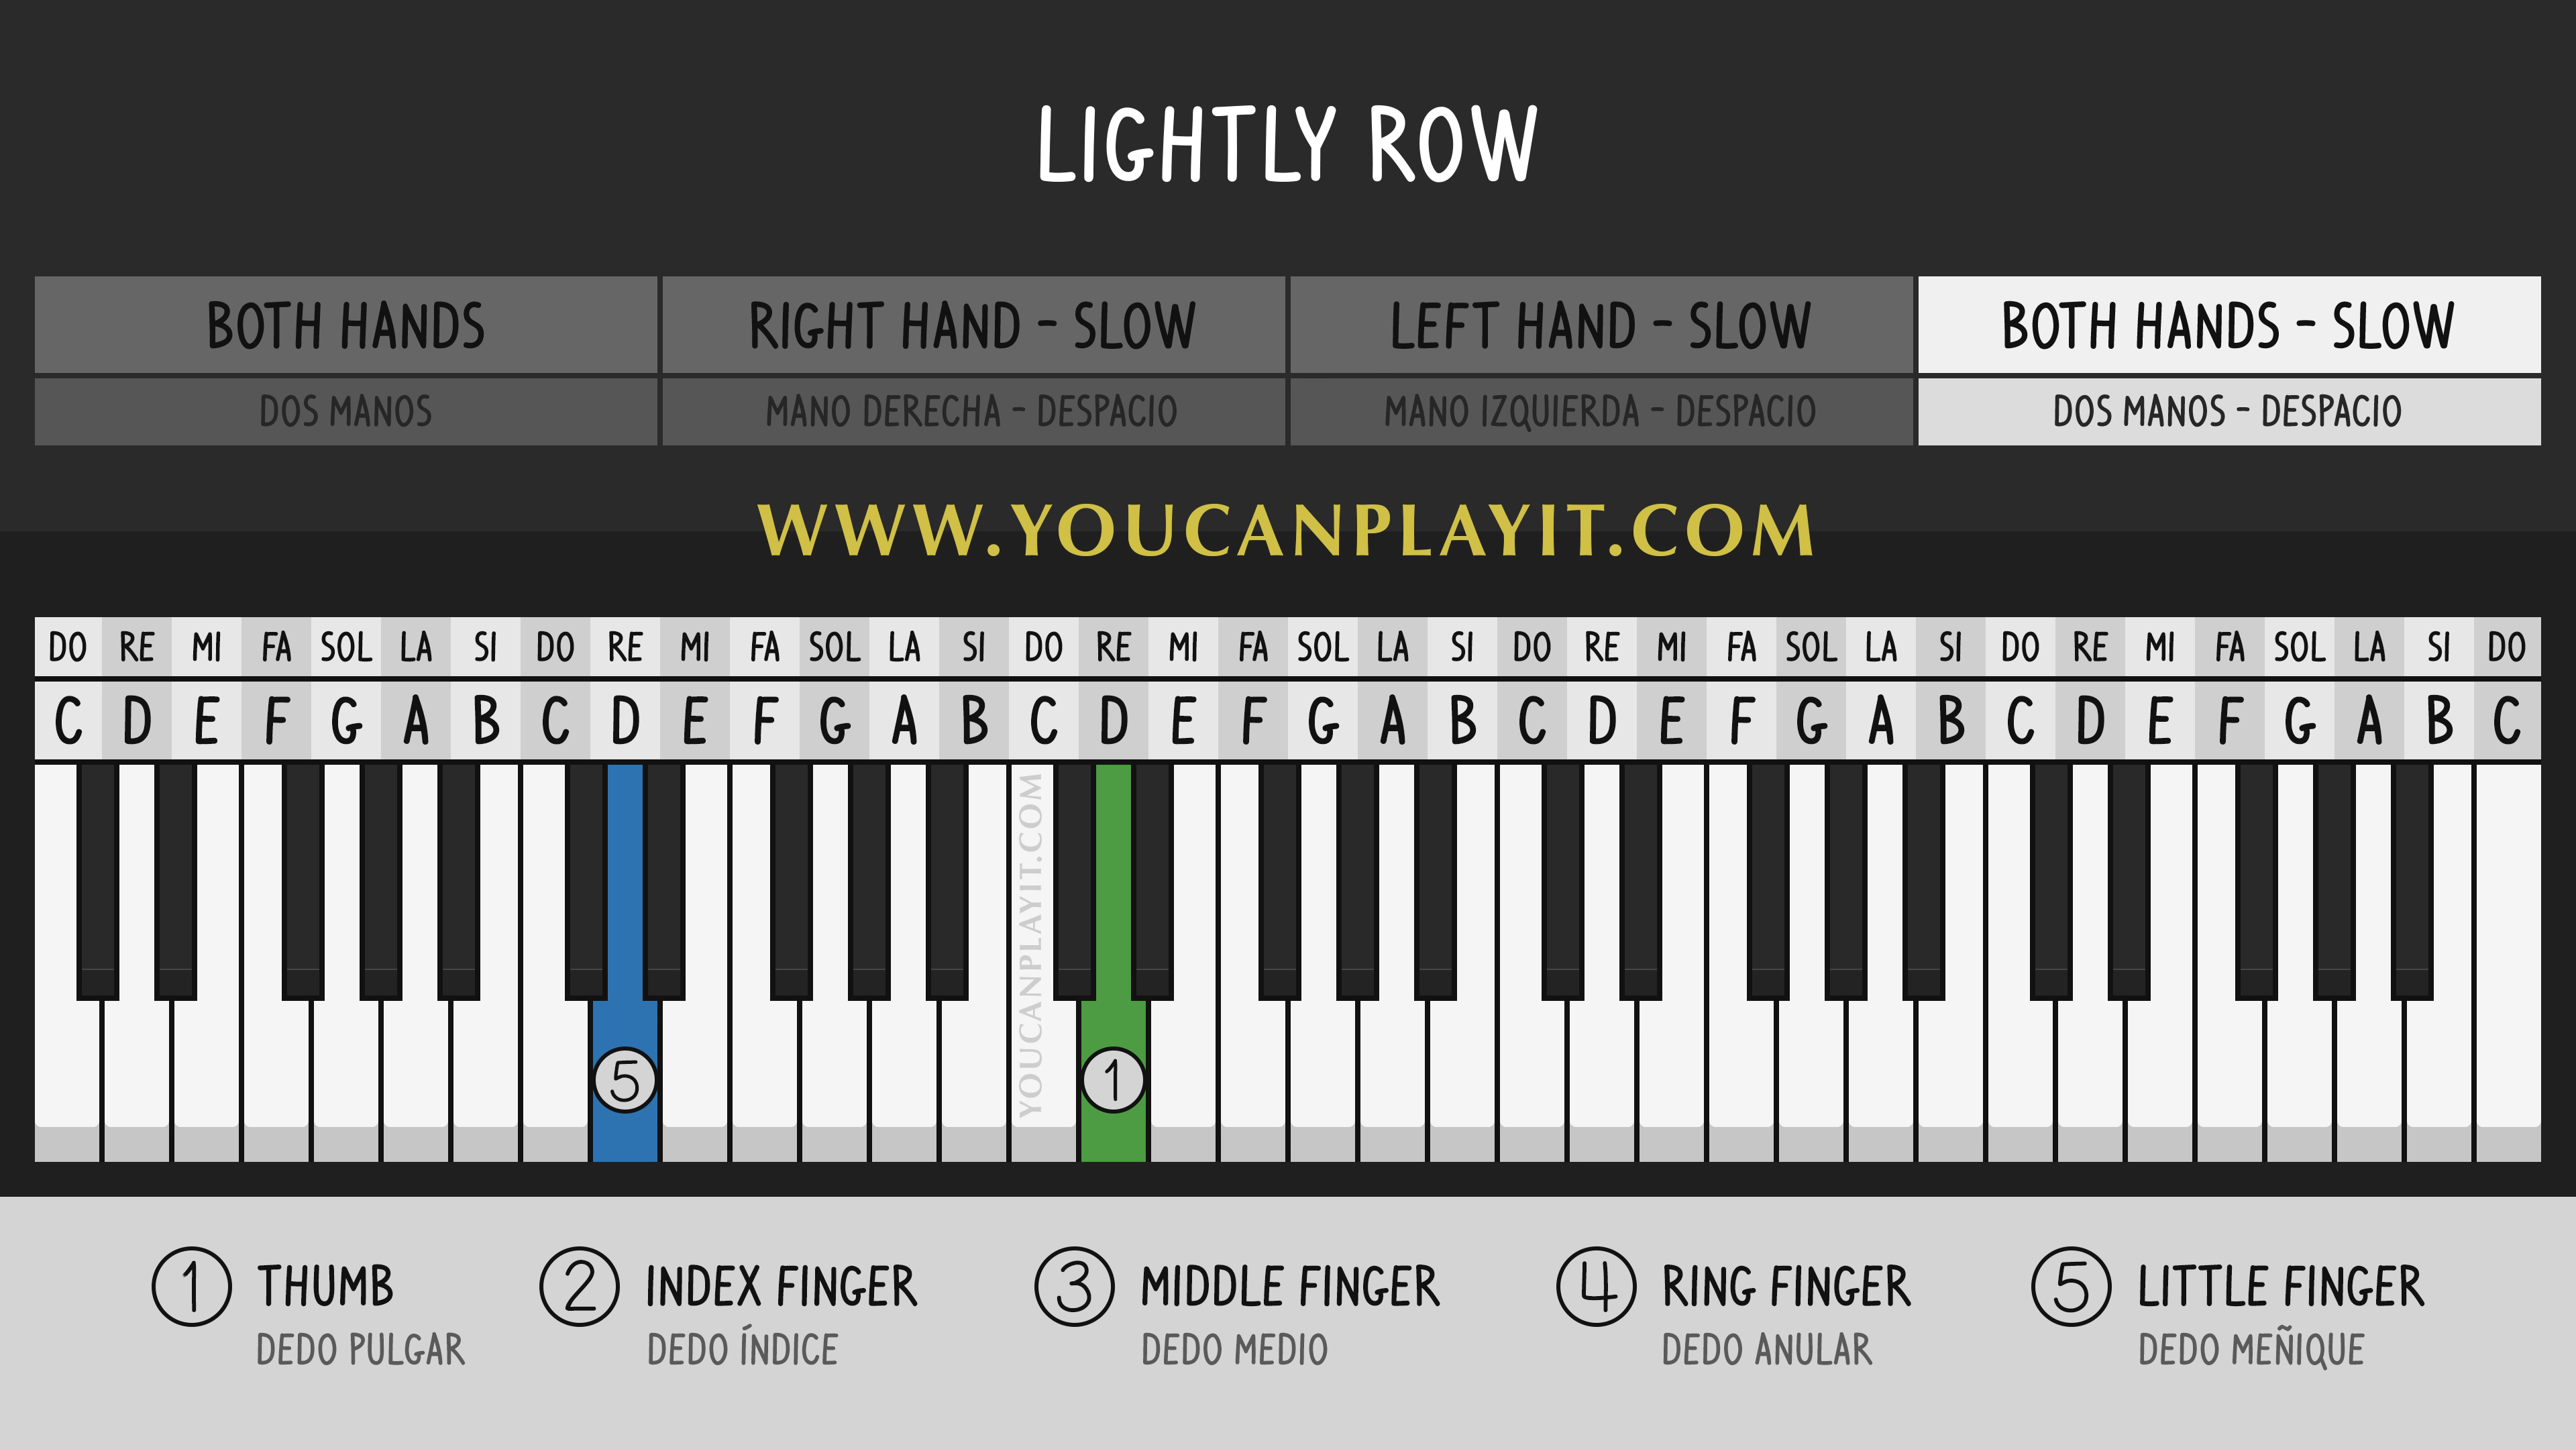 LIGHTLY ROW
BOTH HANDS RIGHT HAND - SLOW LEFT HAND - SLOW BOTH HANDS - SLOW
DOS MANOS MANO DERECHA - DESPACIO MANO IZQUIERDA - DESPACIO DOS MANOS - DESPACIO
WWW.YOUCANPLAYIT.COM
DO RE MI FA SOL LA SI DO RE MI FA SOL LA SI DO RE MI FA SOL LA SI DO RE MI FA SOL LA SI DO RE MI FA SOL LA SI DO
C D E F G A B C D E F G A B C D E F G A B C D E F G A B C D E F G A B C
YOUCANPLAYIT.COM
5 1
1 THUMB 2 INDEX FINGER 3 MIDDLE FINGER 4 RING FINGER 5 LITTLE FINGER
DEDO PULGAR DEDO ÍNDICE DEDO MEDIO DEDO ANULAR DEDO MEÑIQUE